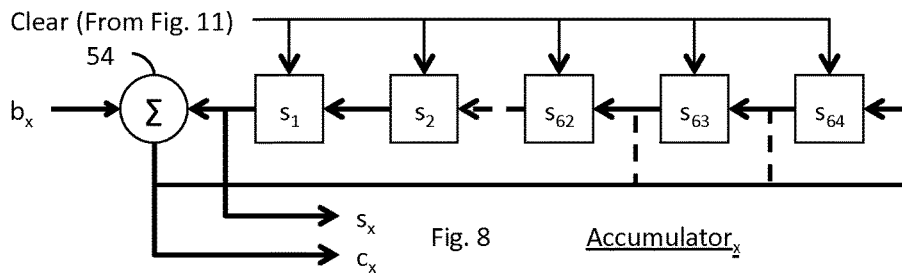 Clear (From Fig. 11)
54
b_x Σ s_1 s_2 s_62 s_63 s_64
s_x
c_x
Fig. 8 Accumulator_x